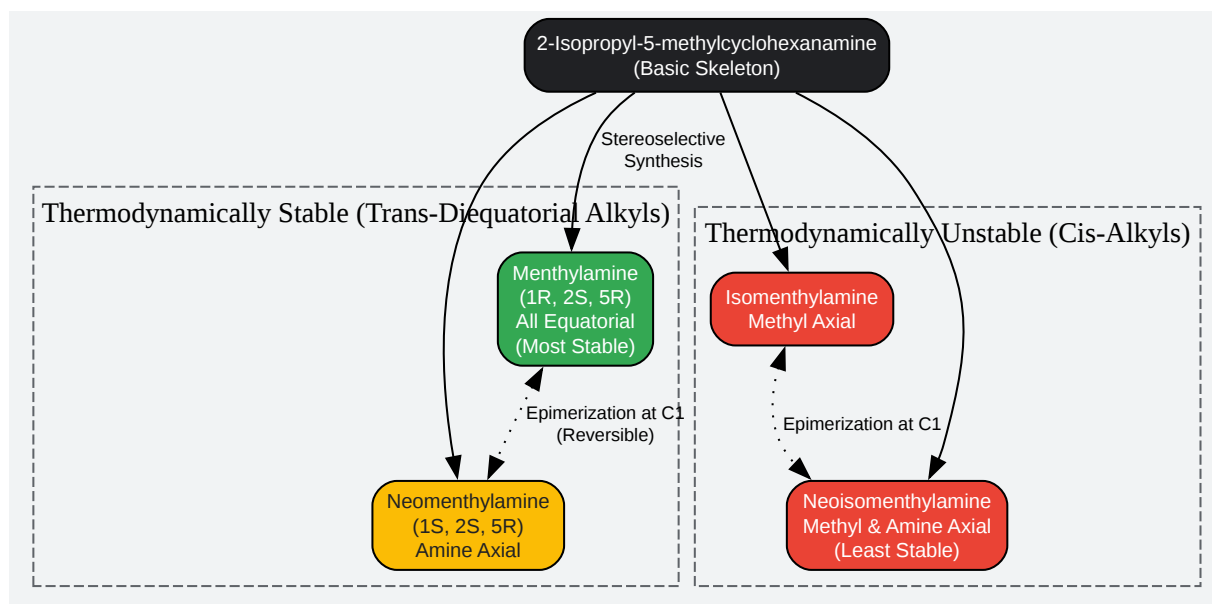 2-Isopropyl-5-methylcyclohexanamine
(Basic Skeleton)
Stereoselective
Synthesis
Thermodynamically Stable (Trans-Diequatorial Alkyls)
Thermodynamically Unstable (Cis-Alkyls)
Menthylamine
(1R, 2S, 5R)
All Equatorial
(Most Stable)
Isomenthylamine
Methyl Axial
Epimerization at C1
(Reversible)
Epimerization at C1
Neomenthylamine
(1S, 2S, 5R)
Amine Axial
Neoisomenthylamine
Methyl & Amine Axial
(Least Stable)